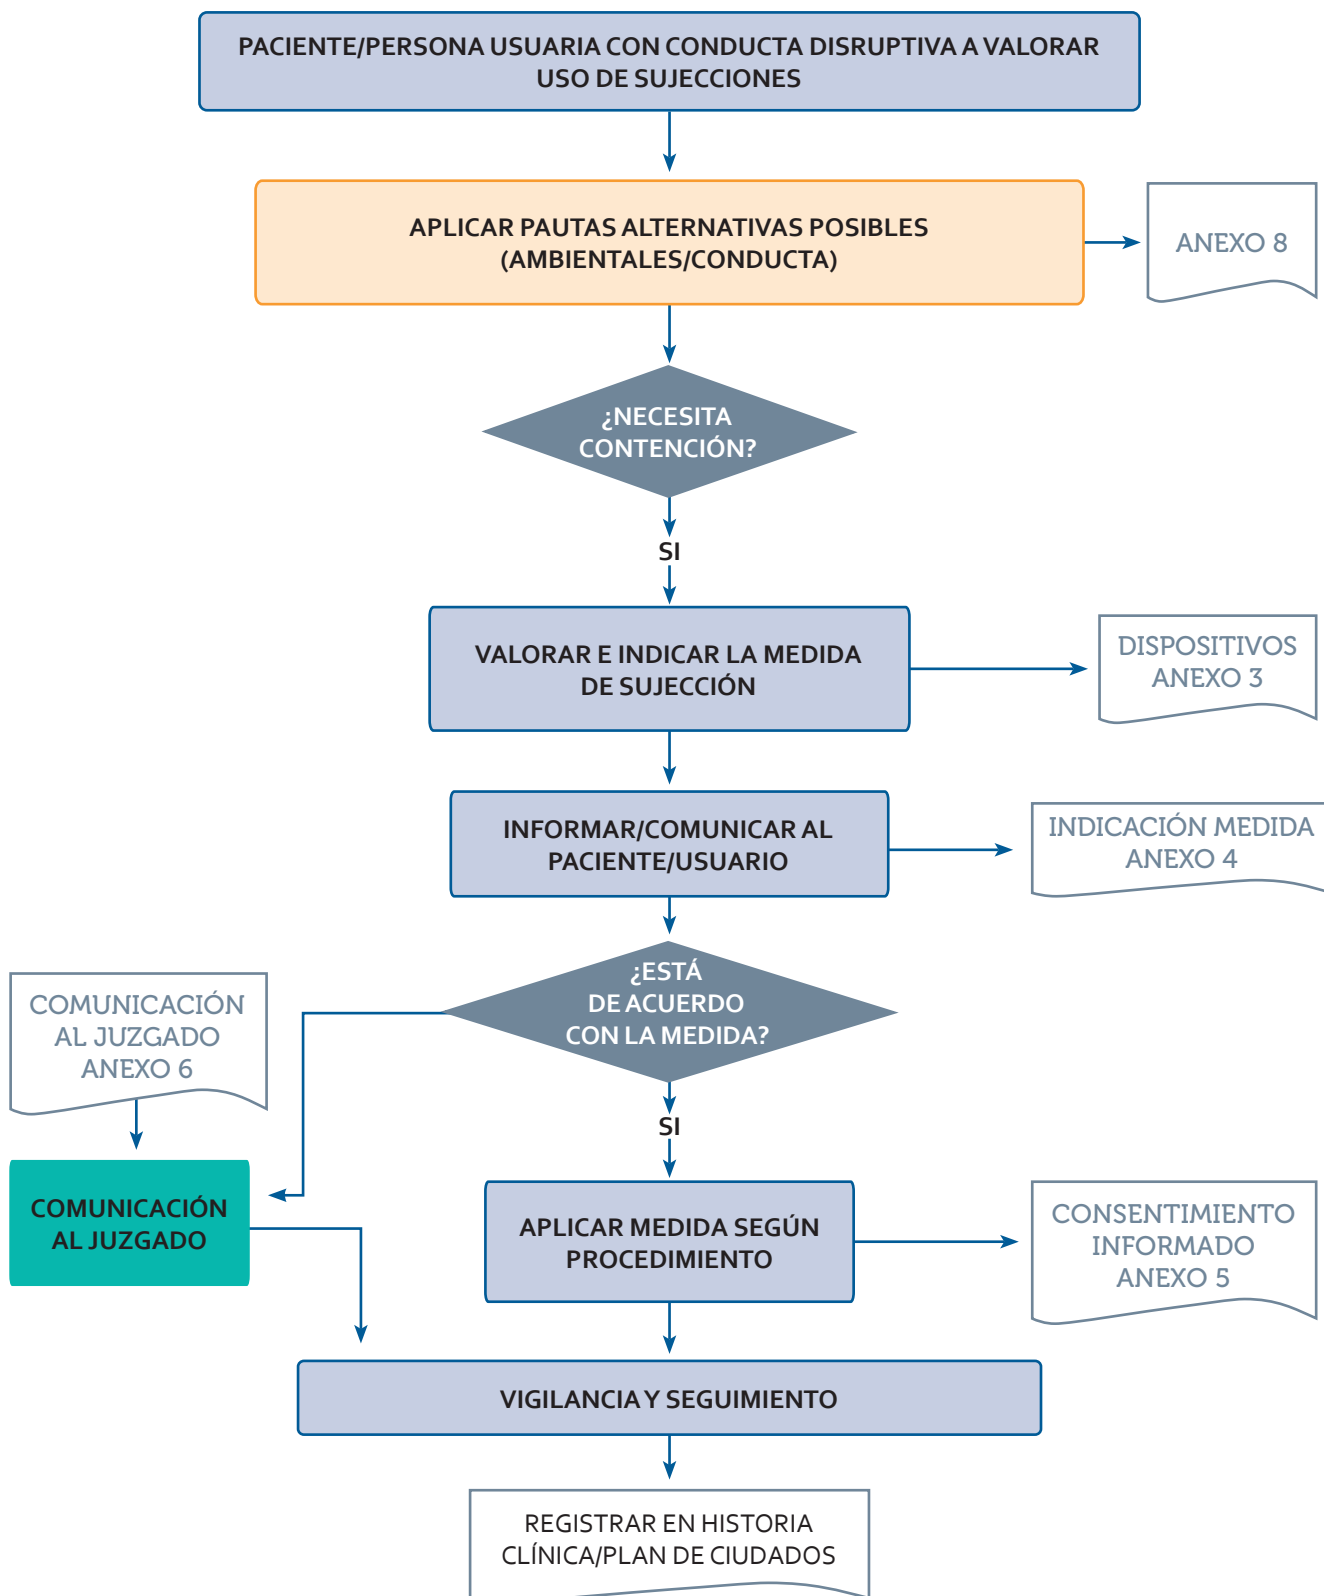 PACIENTE/PERSONA USUARIA CON CONDUCTA DISRUPTIVA A VALORAR
USO DE SUJECCIONES
APLICAR PAUTAS ALTERNATIVAS POSIBLES
(AMBIENTALES/CONDUCTA)
ANEXO 8
¿NECESITA
CONTENCIÓN?
SI
VALORAR E INDICAR LA MEDIDA
DE SUJECCIÓN
DISPOSITIVOS
ANEXO 3
INFORMAR/COMUNICAR AL
PACIENTE/USUARIO
INDICACIÓN MEDIDA
ANEXO 4
¿ESTÁ
DE ACUERDO
CON LA MEDIDA?
COMUNICACIÓN
AL JUZGADO
ANEXO 6
SI
COMUNICACIÓN
AL JUZGADO
APLICAR MEDIDA SEGÚN
PROCEDIMIENTO
CONSENTIMIENTO
INFORMADO
ANEXO 5
VIGILANCIA Y SEGUIMIENTO
REGISTRAR EN HISTORIA
CLÍNICA/PLAN DE CIUDADOS